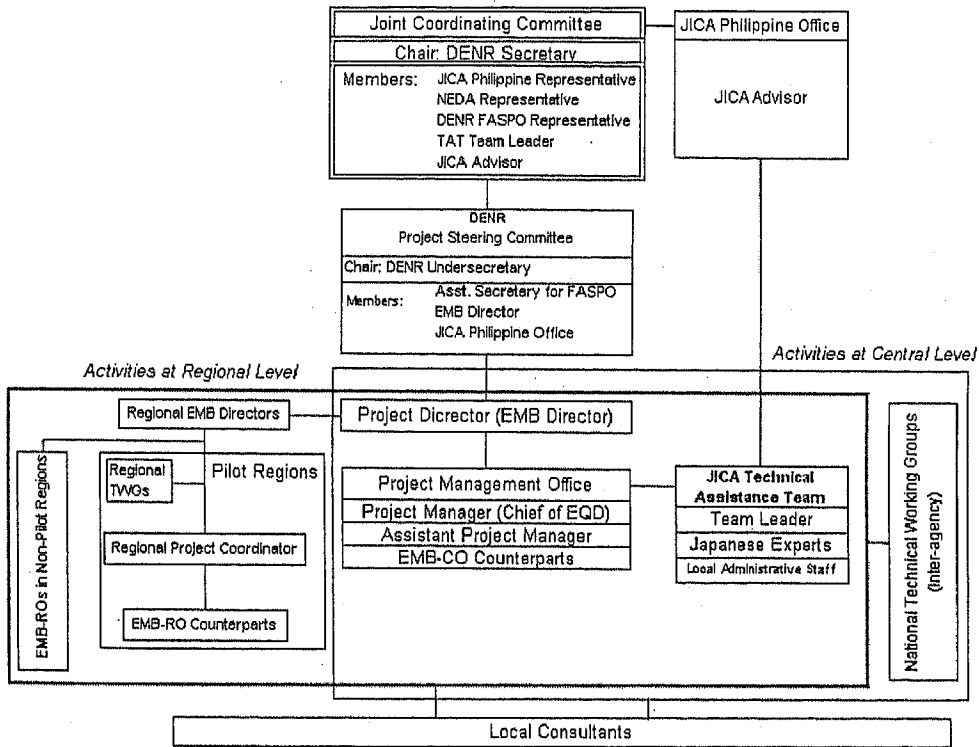 Joint Coordinating Committee
Chair: DENR Secretary
Members: JICA Philippine Representative
NEDA Representative
DENR FASPO Representative
TAT Team Leader
JICA Advisor
JICA Philippine Office
JICA Advisor
DENR
Project Steering Committee
Chair: DENR Undersecretary
Members: Asst. Secretary for FASPO
EMB Director
JICA Philippine Office
Activities at Regional Level
Activities at Central Level
Regional EMB Directors
Project Dicrector (EMB Director)
EMB-ROs in Non-Pilot Regions
Pilot Regions
Regional
TWGs
Regional Project Coordinator
EMB-RO Counterparts
Project Management Office
Project Manager (Chief of EQD)
Assistant Project Manager
EMB-CO Counterparts
JICA Technical
Assistance Team
Team Leader
Japanese Experts
Local Administrative Staff
National Technical Working Groups
(inter-agency)
Local Consultants